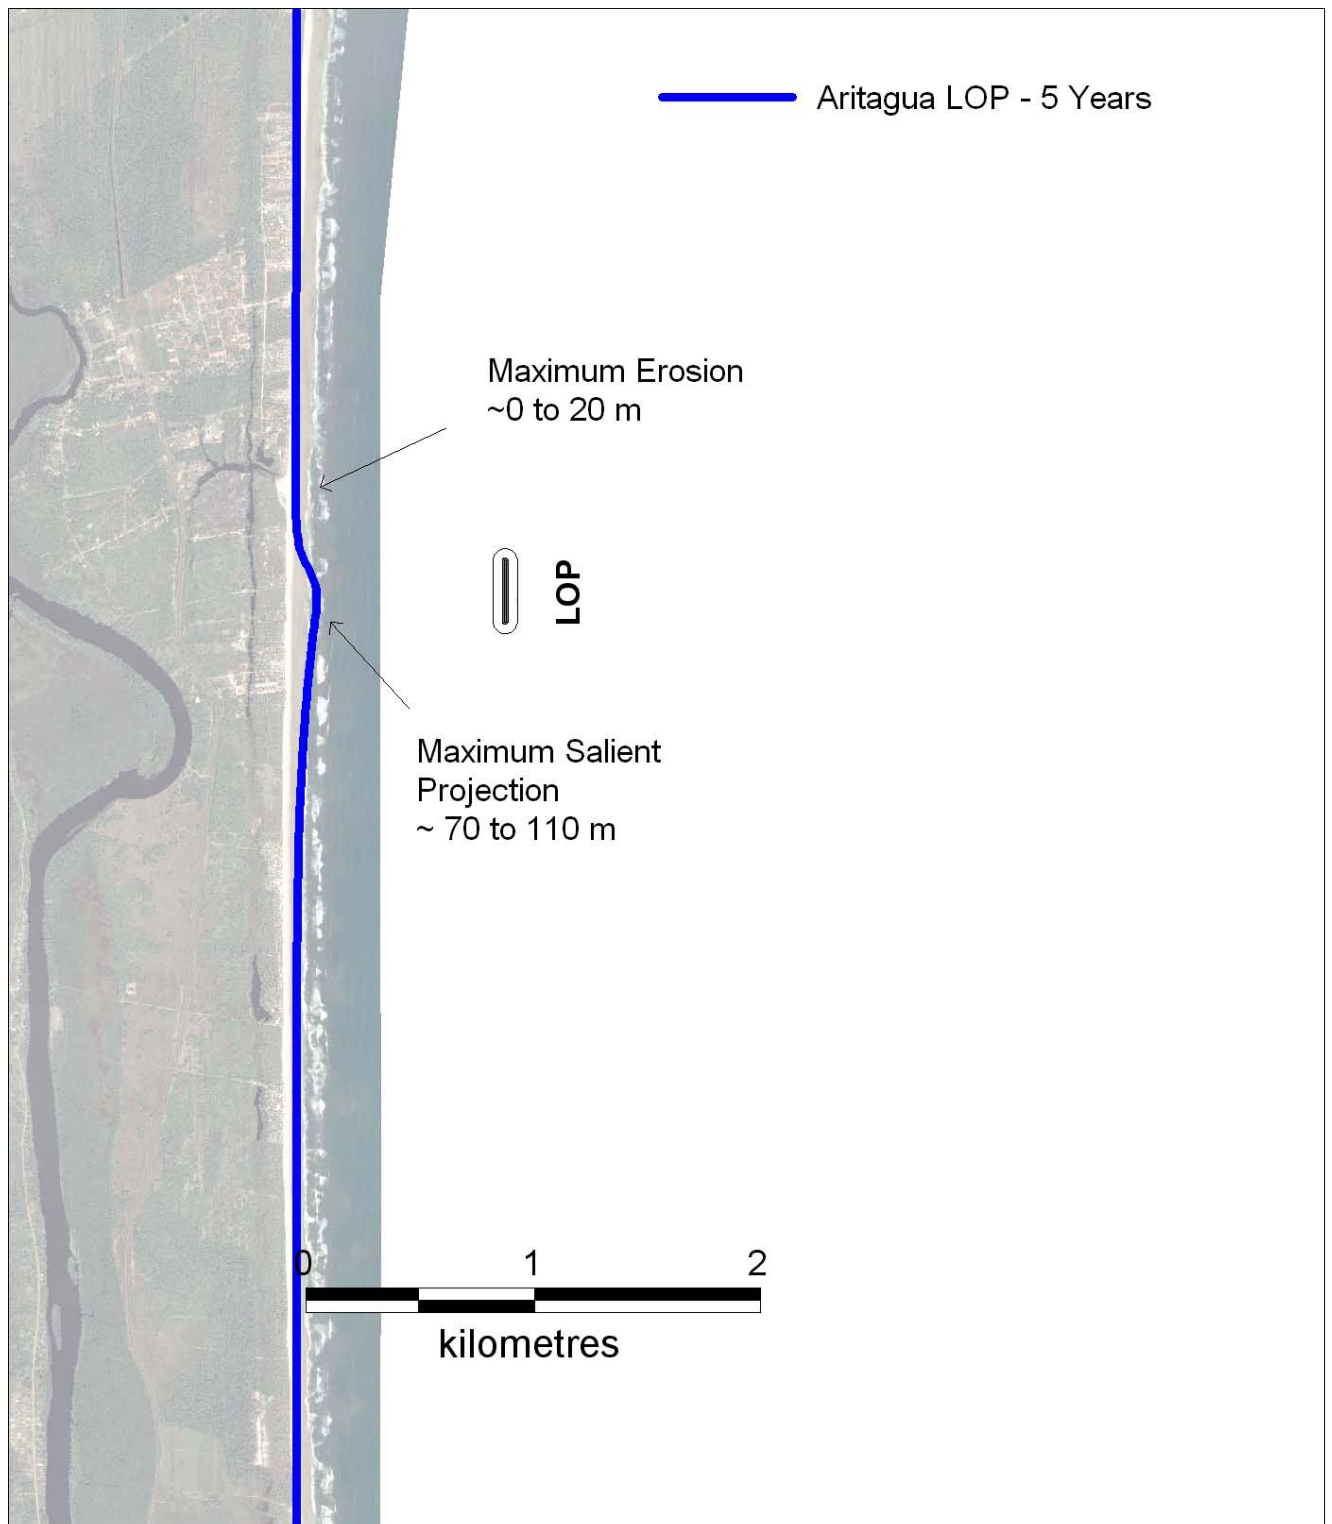 Aritagua LOP - 5 Years
Maximum Erosion
~0 to 20 m
LOP
Maximum Salient
Projection
~ 70 to 110 m
0 1 2
kilometres